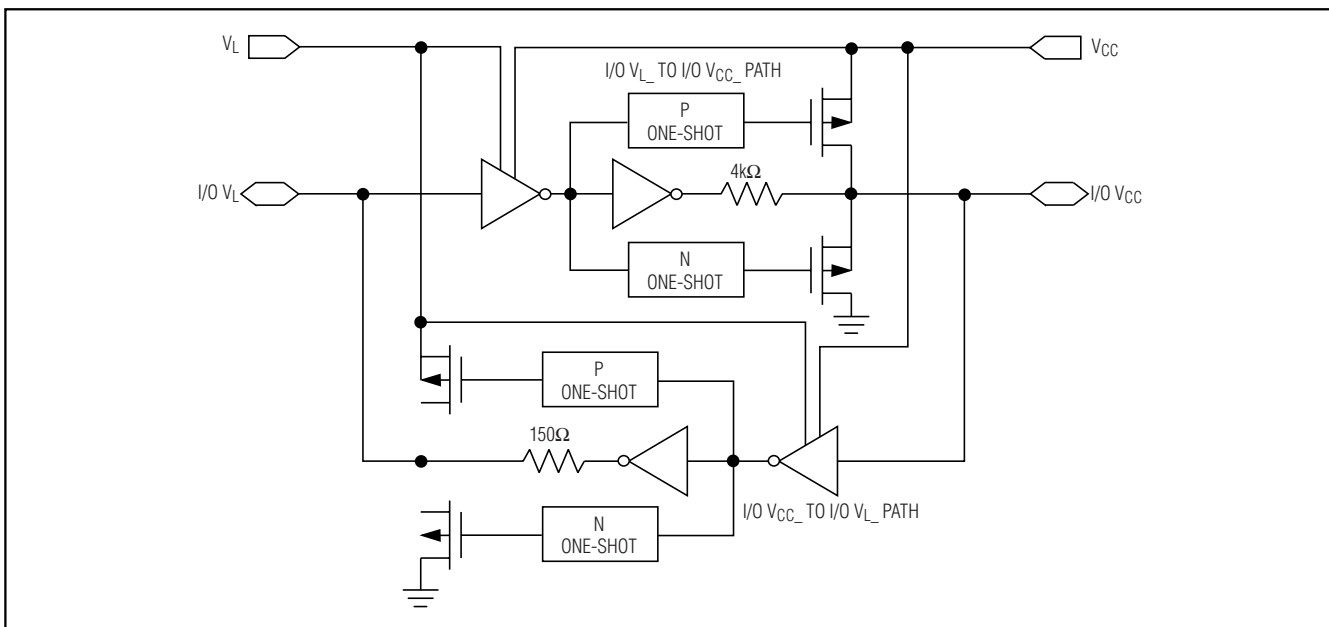 V_L
V_CC
I/O V_L_ TO I/O V_CC_ PATH
P
ONE-SHOT
4kΩ
I/O V_L
I/O V_CC
N
ONE-SHOT
P
ONE-SHOT
150Ω
I/O V_CC_ TO I/O V_L_ PATH
N
ONE-SHOT